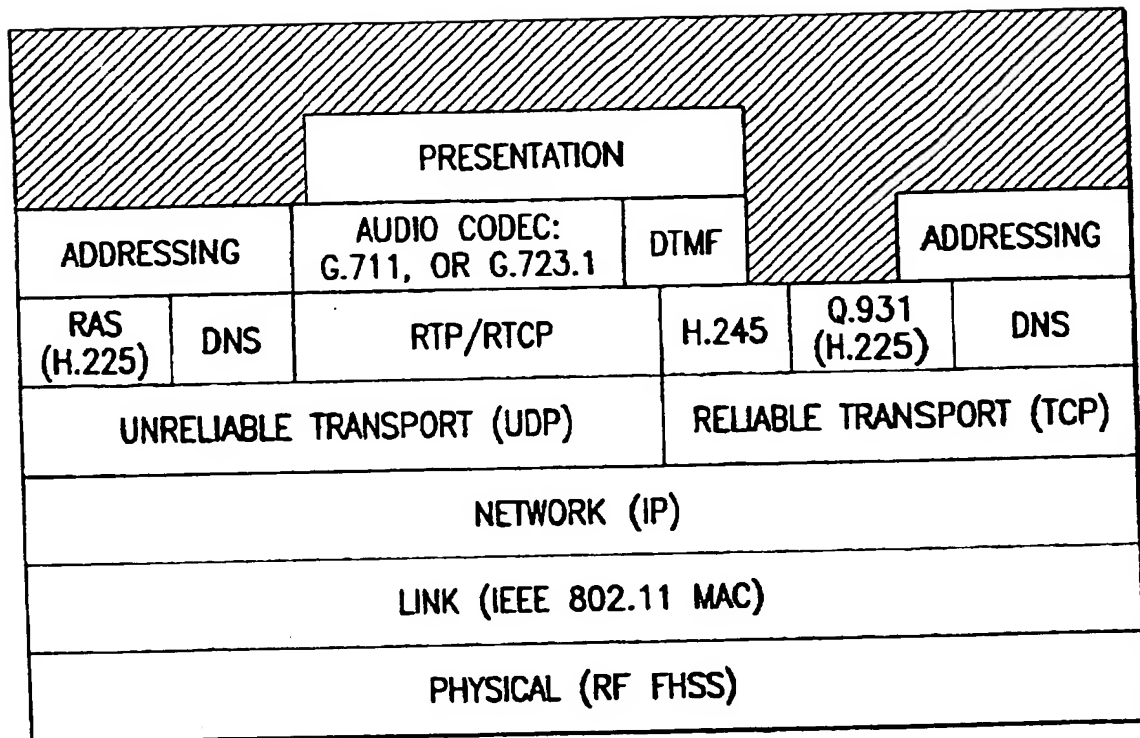 PRESENTATION
ADDRESSING
AUDIO CODEC:
G.711, OR G.723.1
DTMF
ADDRESSING
RAS
(H.225)
DNS
RTP/RTCP
H.245
Q.931
(H.225)
DNS
UNRELIABLE TRANSPORT (UDP)
RELIABLE TRANSPORT (TCP)
NETWORK (IP)
LINK (IEEE 802.11 MAC)
PHYSICAL (RF FHSS)